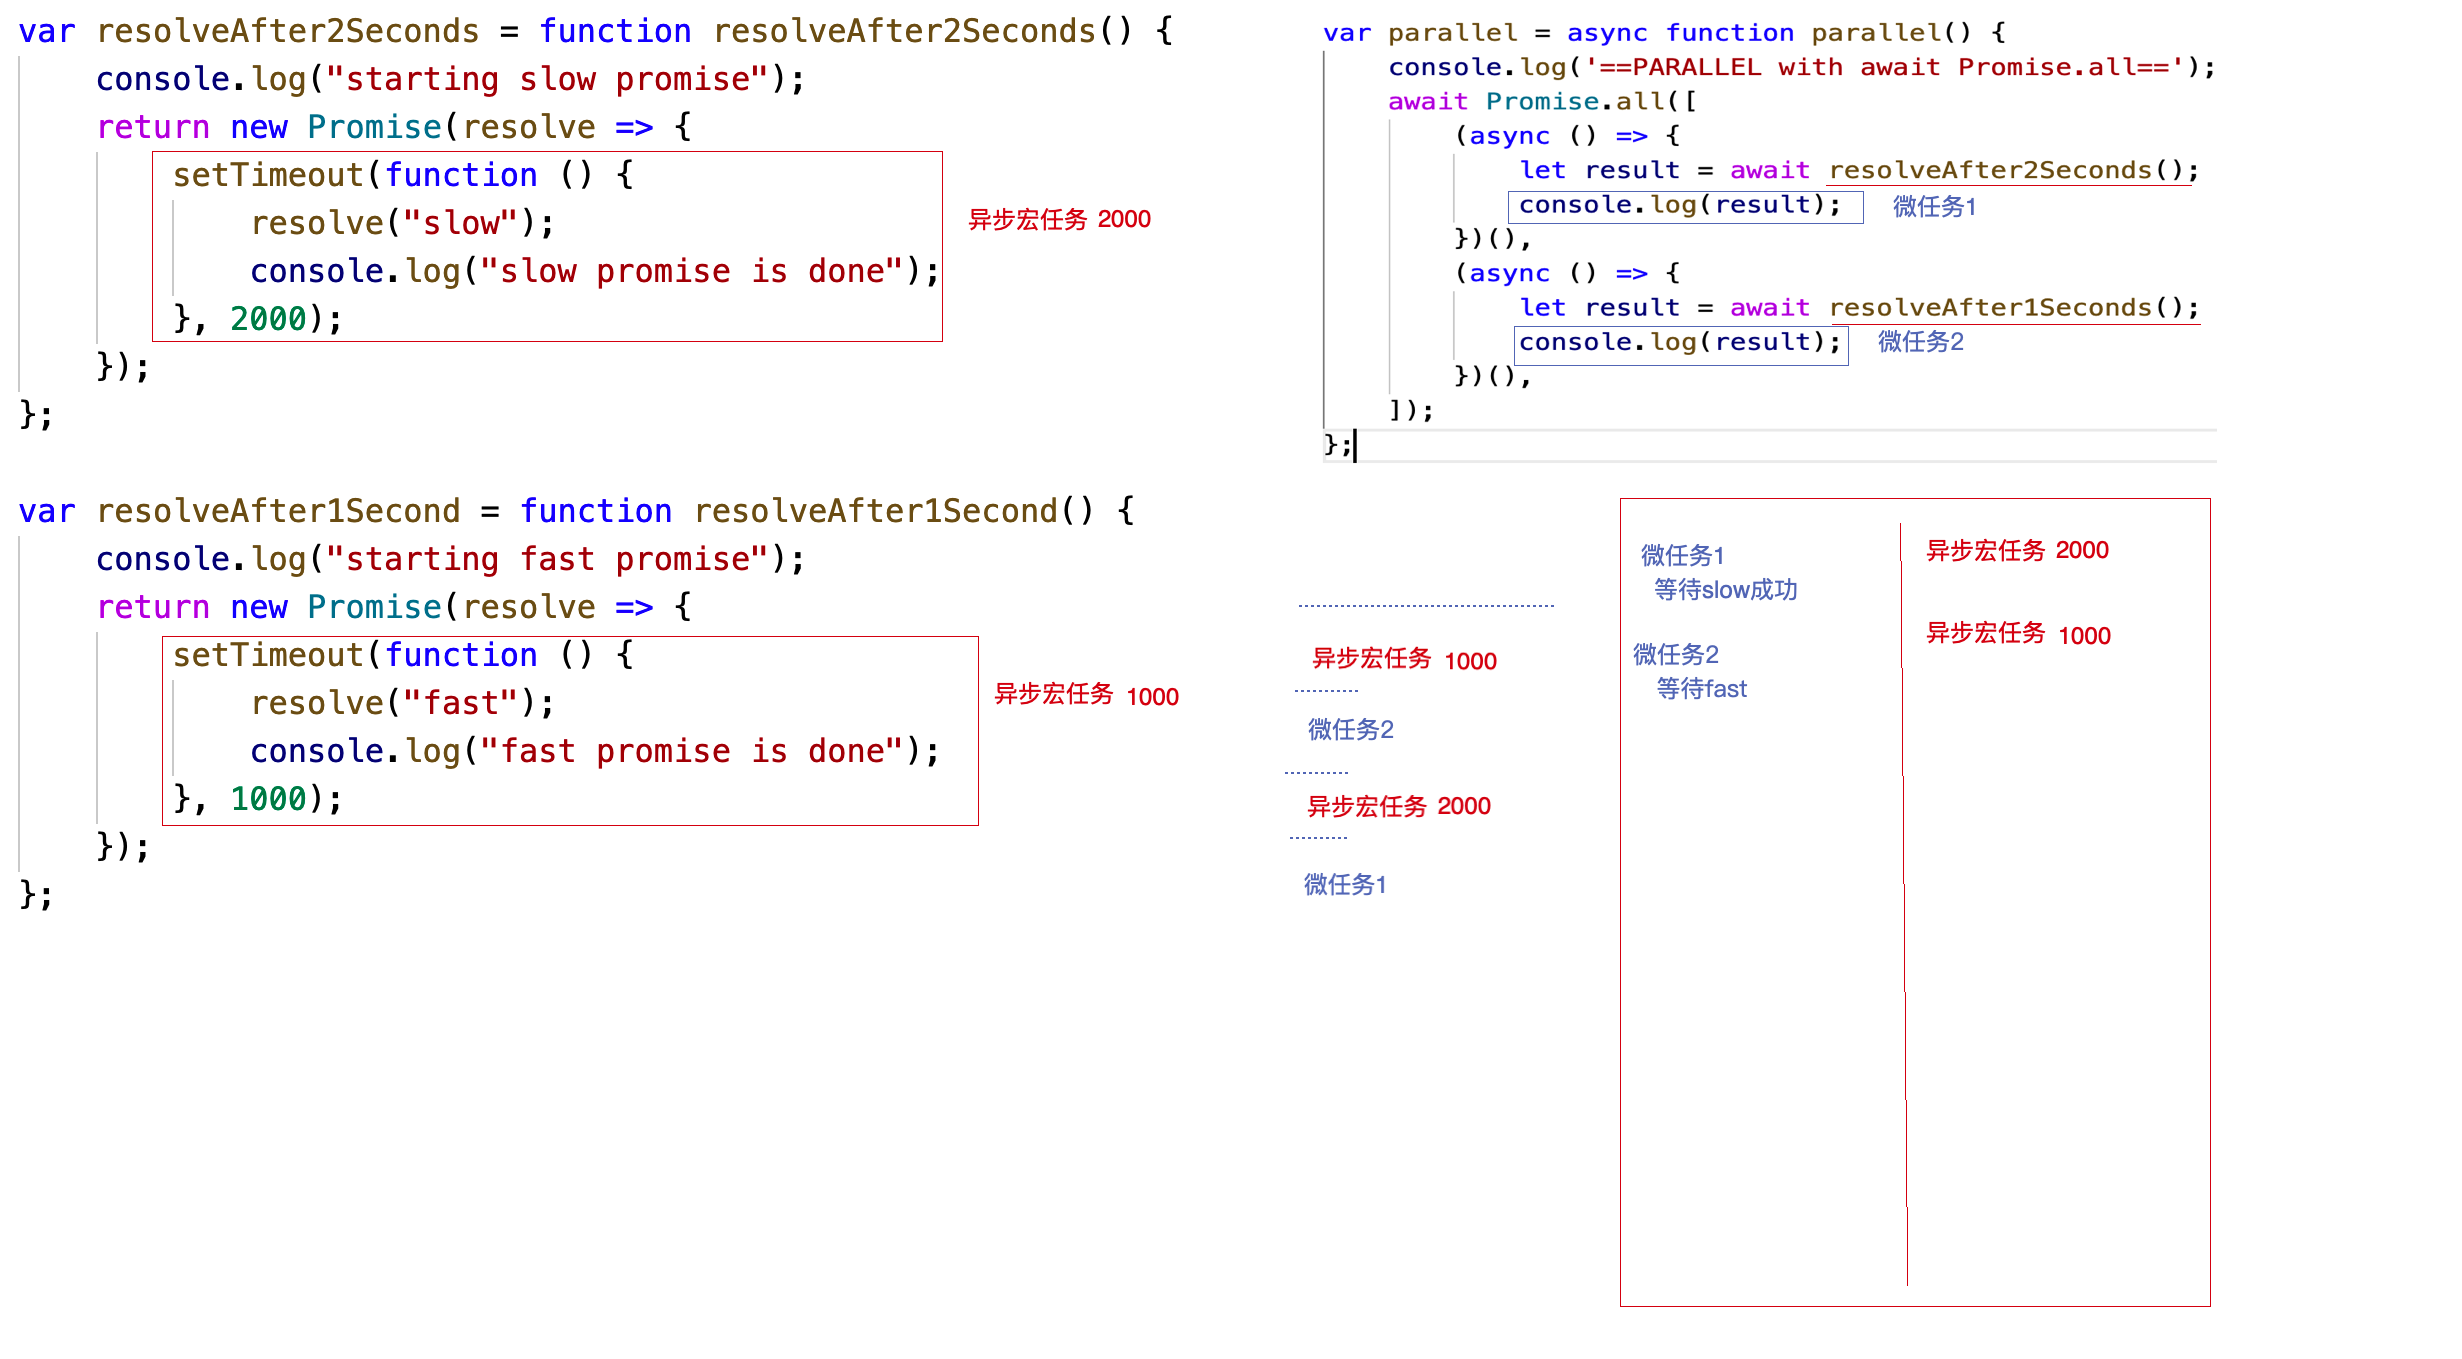 var resolveAfter2Seconds = function resolveAfter2Seconds() {
console.log("starting slow promise");
return new Promise(resolve => {
setTimeout(function () {
resolve("slow");
console.log("slow promise is done");
}, 2000);
});
};
异步宏任务 2000
var resolveAfter1Second = function resolveAfter1Second() {
console.log("starting fast promise");
return new Promise(resolve => {
setTimeout(function () {
resolve("fast");
console.log("fast promise is done");
}, 1000);
});
};
异步宏任务 1000
var parallel = async function parallel() {
console.log('==PARALLEL with await Promise.all==');
await Promise.all([
(async () => {
let result = await resolveAfter2Seconds();
console.log(result); 微任务1
})(),
(async () => {
let result = await resolveAfter1Seconds();
console.log(result); 微任务2
})(),
]);
};
异步宏任务 1000
微任务2
异步宏任务 2000
微任务1
微任务1
等待slow成功
微任务2
等待fast
异步宏任务 2000
异步宏任务 1000